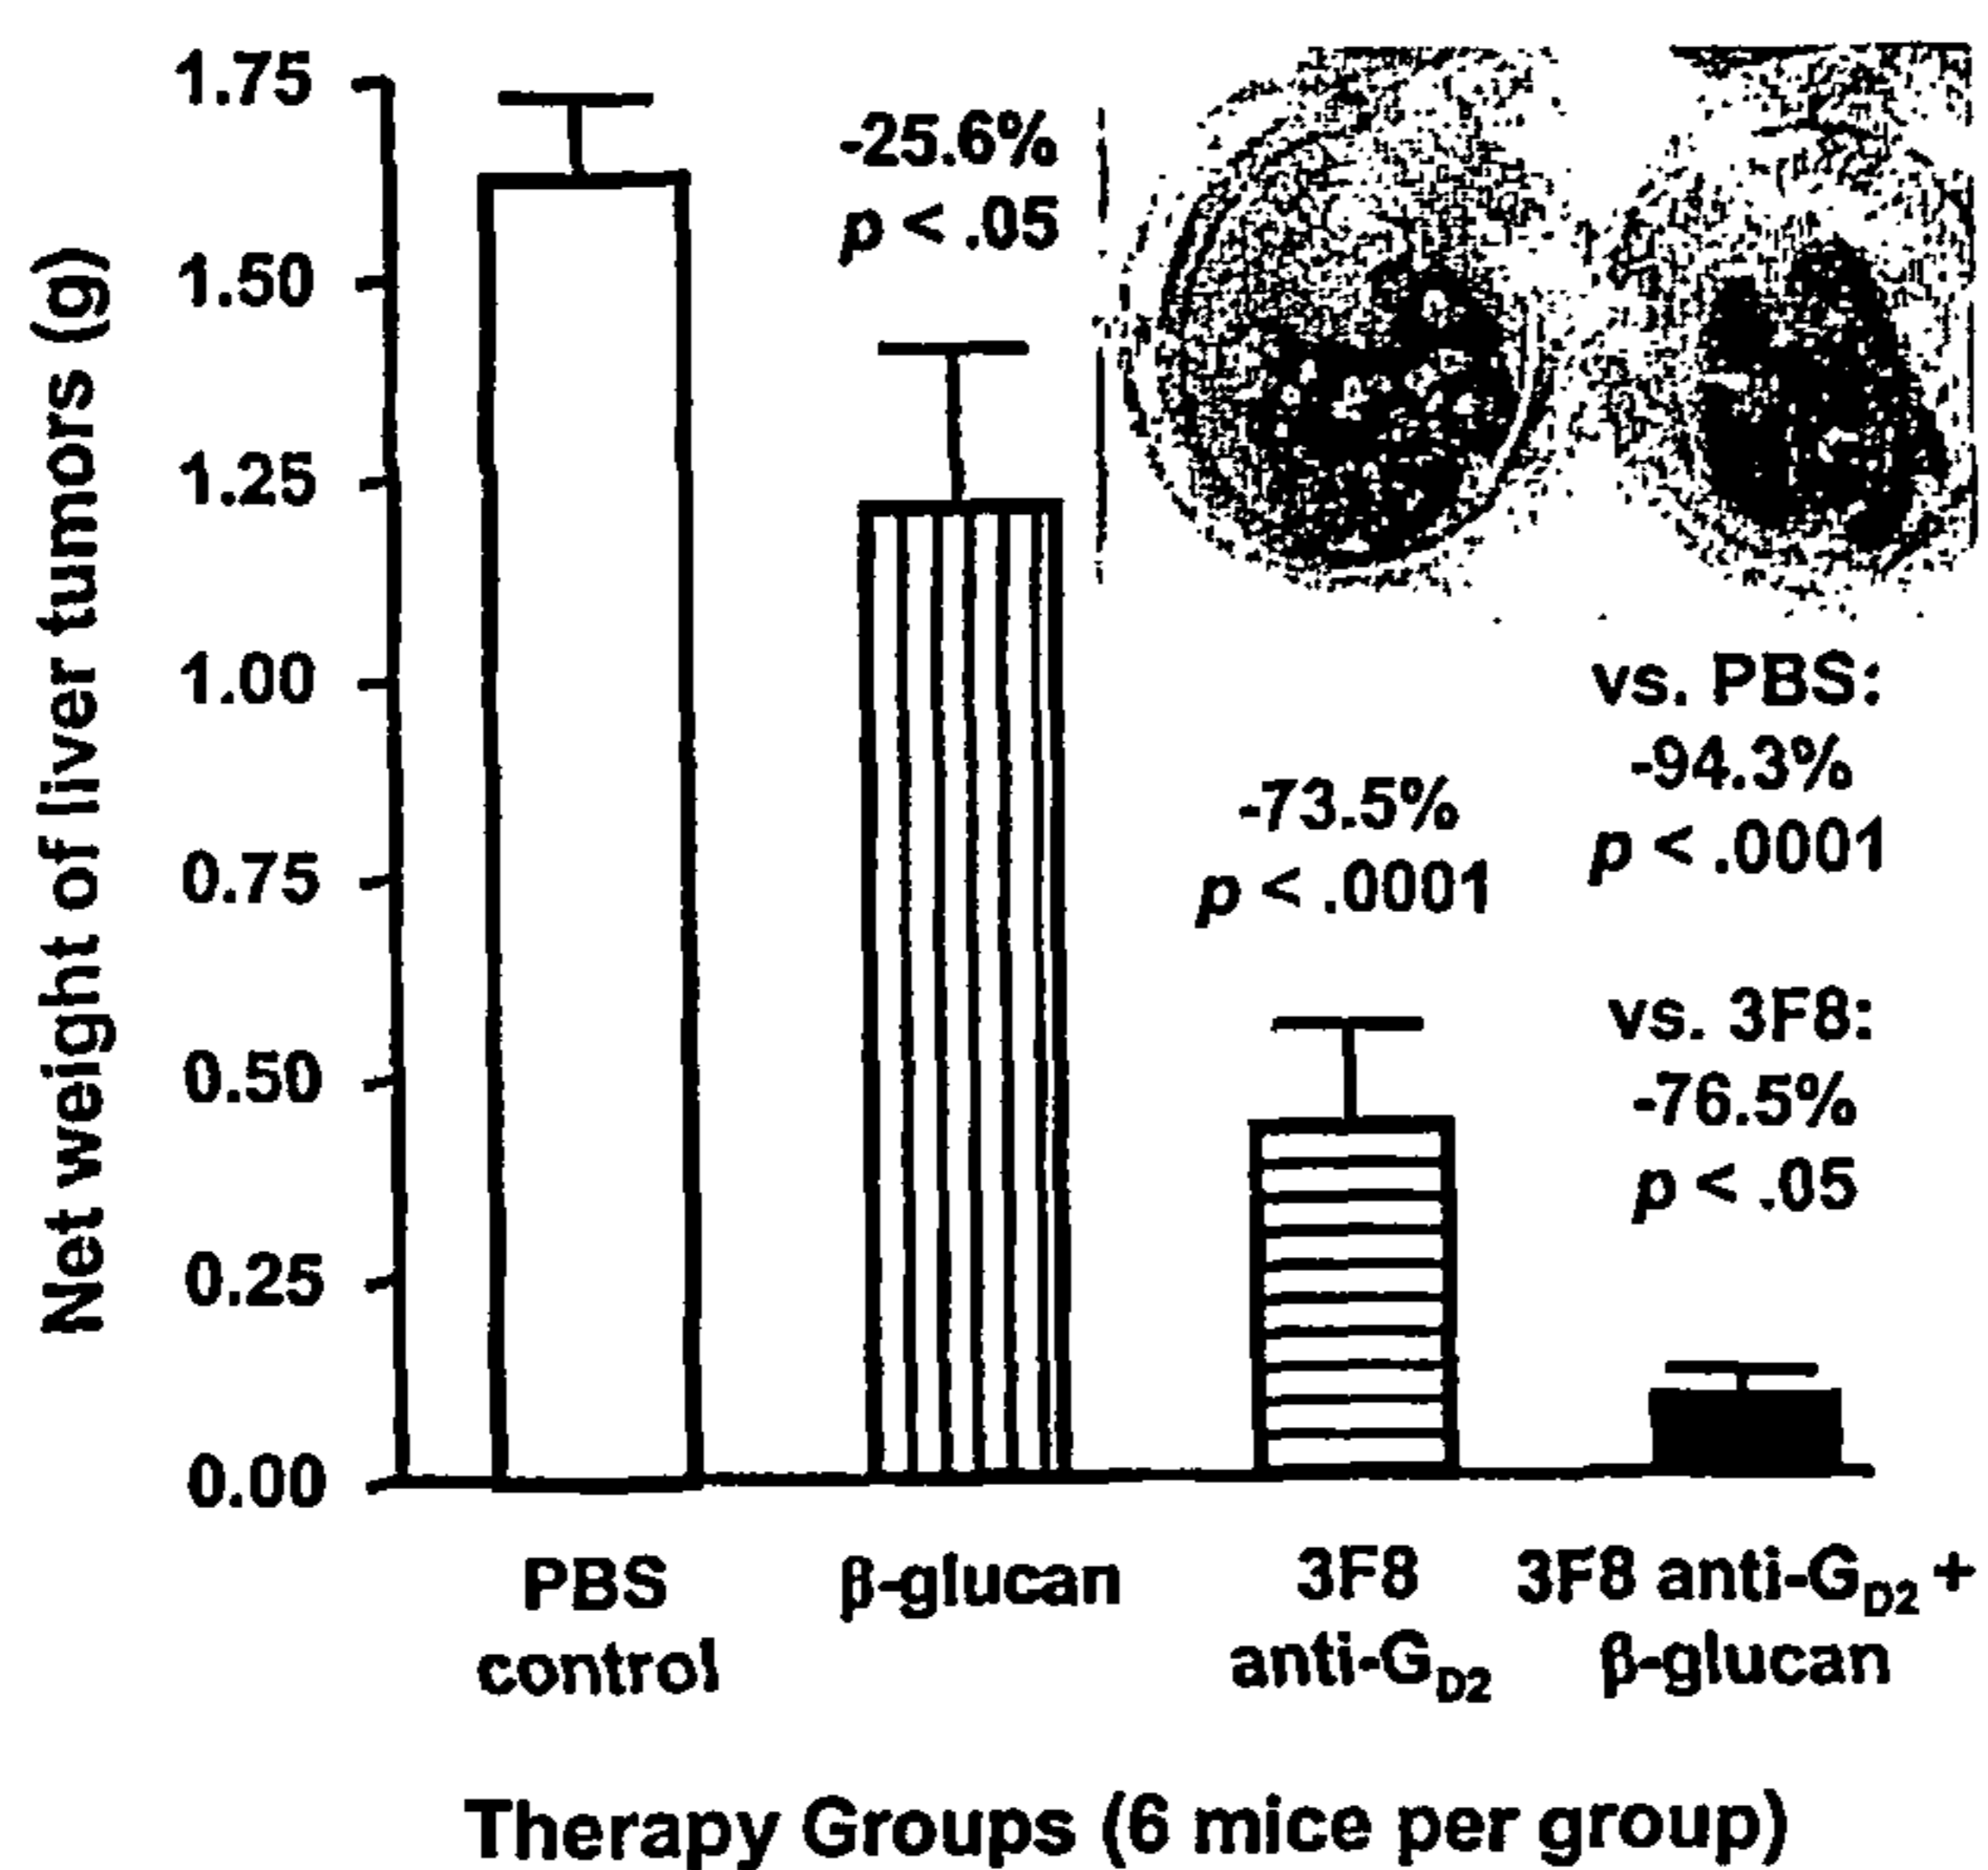 Net weight of liver tumors (g)
1.75
1.50
1.25
1.00
0.75
0.50
0.25
0.00
-25.6%
p < .05
-73.5%
p < .0001
vs. PBS:
-94.3%
p < .0001
vs. 3F8:
-76.5%
p < .05
PBS
control
β-glucan
3F8
anti-G_D2
3F8 anti-G_D2 +
β-glucan
Therapy Groups (6 mice per group)